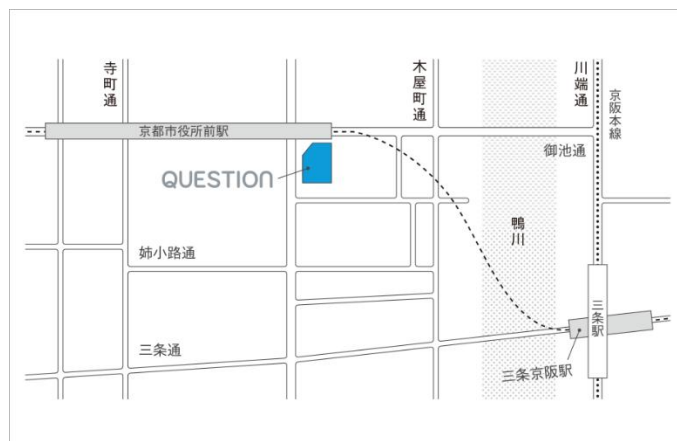 寺町通
木屋町通
川端通
京阪本線
京都市役所前駅
御池通
QUESTION
鴨川
姉小路通
三条駅
三条通
三条京阪駅